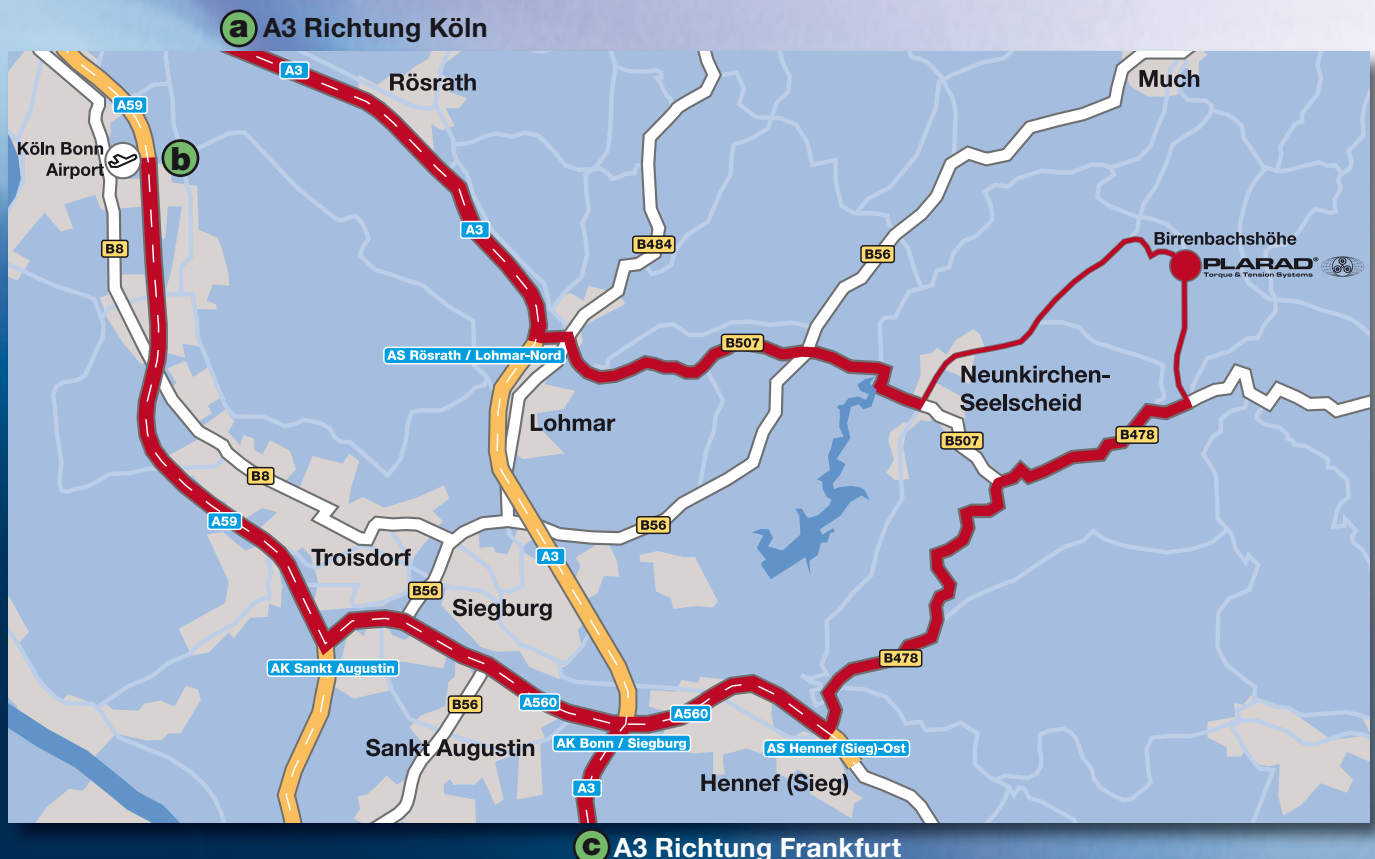 a A3 Richtung Köln
A3
Rösrath
Much
A59
Köln Bonn
Airport
b
A3
B8
B484
B56
Birrenbachshöhe
PLARAD®
Torque & Tension Systems
AS Rösrath / Lohmar-Nord
B507
Neunkirchen-
Seelscheid
Lohmar
B507
B478
B8
A59
B56
Troisdorf
A3
B56
Siegburg
AK Sankt Augustin
B478
B56
A560
A560
Sankt Augustin
AK Bonn / Siegburg
AS Hennef (Sieg)-Ost
A3
Hennef (Sieg)
c A3 Richtung Frankfurt